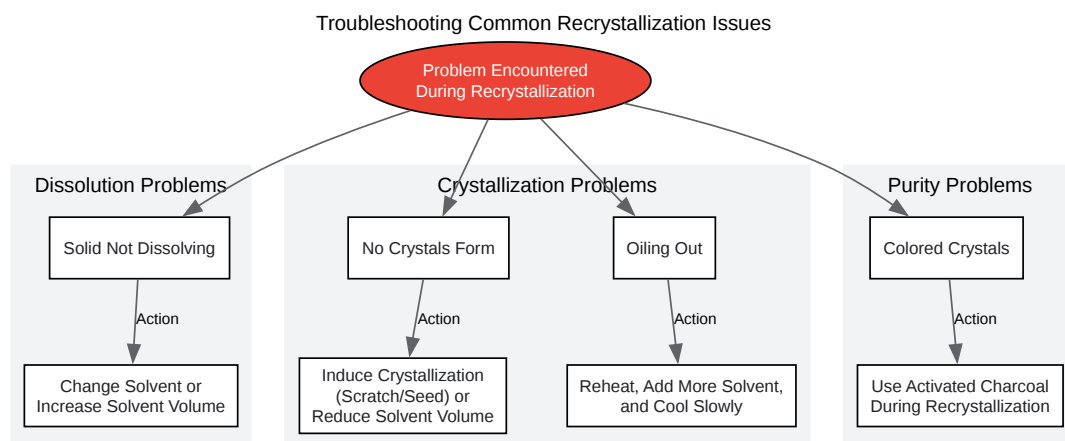 Troubleshooting Common Recrystallization Issues
Problem Encountered
During Recrystallization
Dissolution Problems
Crystallization Problems
Purity Problems
Solid Not Dissolving
No Crystals Form
Oiling Out
Colored Crystals
Action
Action
Action
Action
Change Solvent or
Increase Solvent Volume
Induce Crystallization
(Scratch/Seed) or
Reduce Solvent Volume
Reheat, Add More Solvent,
and Cool Slowly
Use Activated Charcoal
During Recrystallization